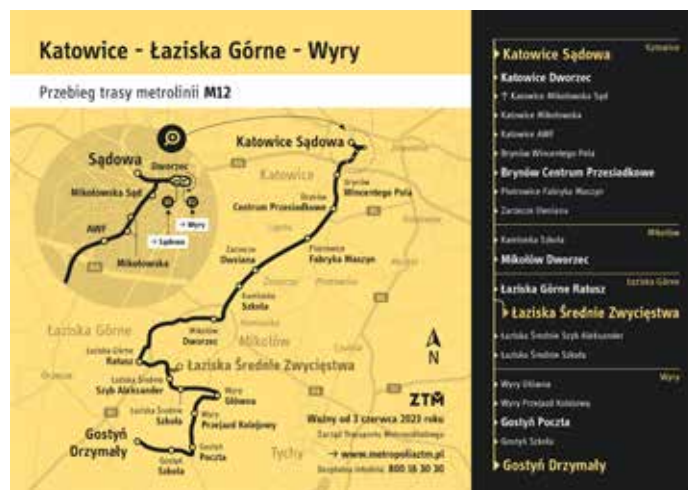 Katowice - Łaziska Górne - Wyry
Przebieg trasy metrolinii M12
Sądowa
Dworzec
Mikołowska Sąd
AWF
Mikołowska
→ Sądowa
→ Wyry
Katowice Sądowa
Katowice
Brynów
Wincentego Pola
Brynów
Centrum Przesiadkowe
Piotrowice
Fabryka Maszyn
Zarzecze
Owsiana
Kamionka
Szkoła
Mikołów
Dworzec
Mikołów
Łaziska Górne
Łaziska Górne
Ratusz
Łaziska Średnie Zwycięstwa
Łaziska Średnie
Szyb Aleksander
Łaziska Średnie
Szkoła
Wyry
Główna
Wyry
Przejazd Kolejowy
Gostyń
Poczta
Gostyń
Szkoła
Gostyń
Drzymały
Tychy
N
ZTM
Ważny od 3 czerwca 2023 roku
Zarząd Transportu Metropolitalnego
→ www.metropoliaztm.pl
Bezpłatna infolinia: 800 16 30 30
Katowice
Katowice Sądowa
Katowice Dworzec
↑ Katowice Mikołowska Sąd
Katowice Mikołowska
Katowice AWF
Brynów Wincentego Pola
Brynów Centrum Przesiadkowe
Piotrowice Fabryka Maszyn
Zarzecze Owsiana
Mikołów
Kamionka Szkoła
Mikołów Dworzec
Łaziska Górne
Łaziska Górne Ratusz
Łaziska Średnie Zwycięstwa
Łaziska Średnie Szyb Aleksander
Łaziska Średnie Szkoła
Wyry
Wyry Główna
Wyry Przejazd Kolejowy
Gostyń Poczta
Gostyń Szkoła
Gostyń Drzymały